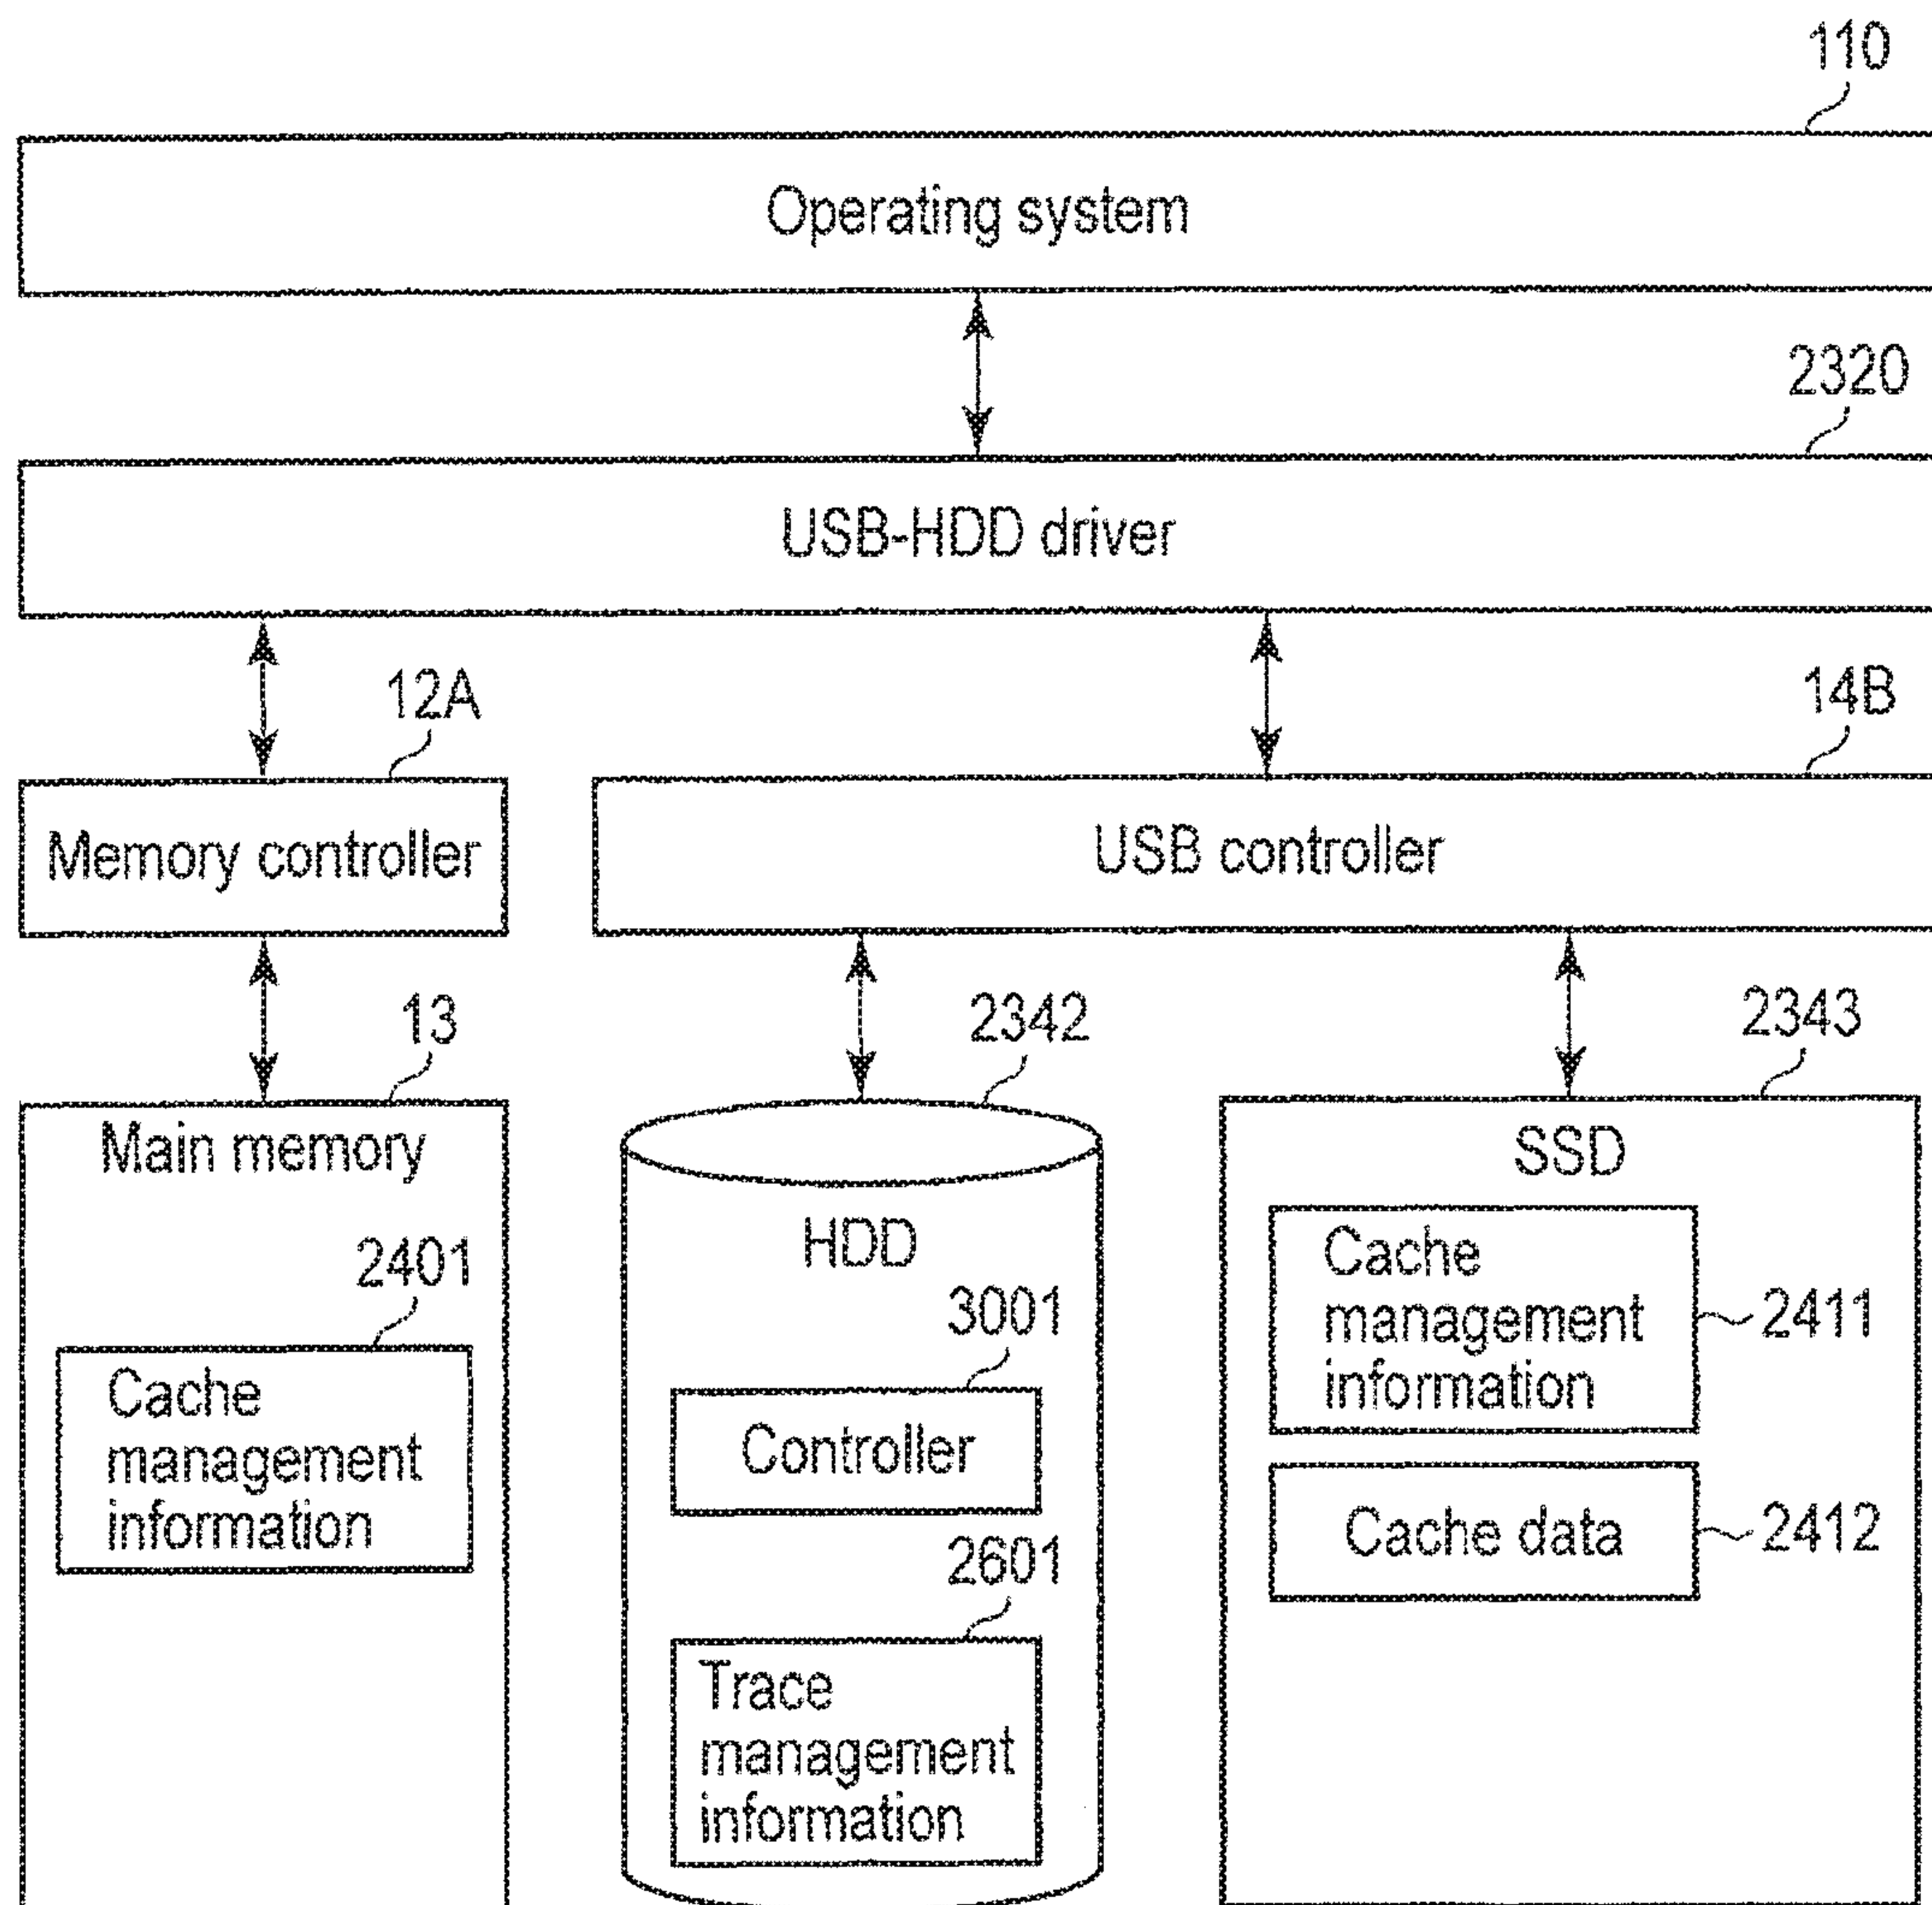 110
Operating system
2320
USB-HDD driver
12A
14B
Memory controller
USB controller
13
2342
2343
Main memory
2401
Cache
management
information
HDD
3001
Controller
2601
Trace
management
information
SSD
Cache
management
information
2411
Cache data
2412